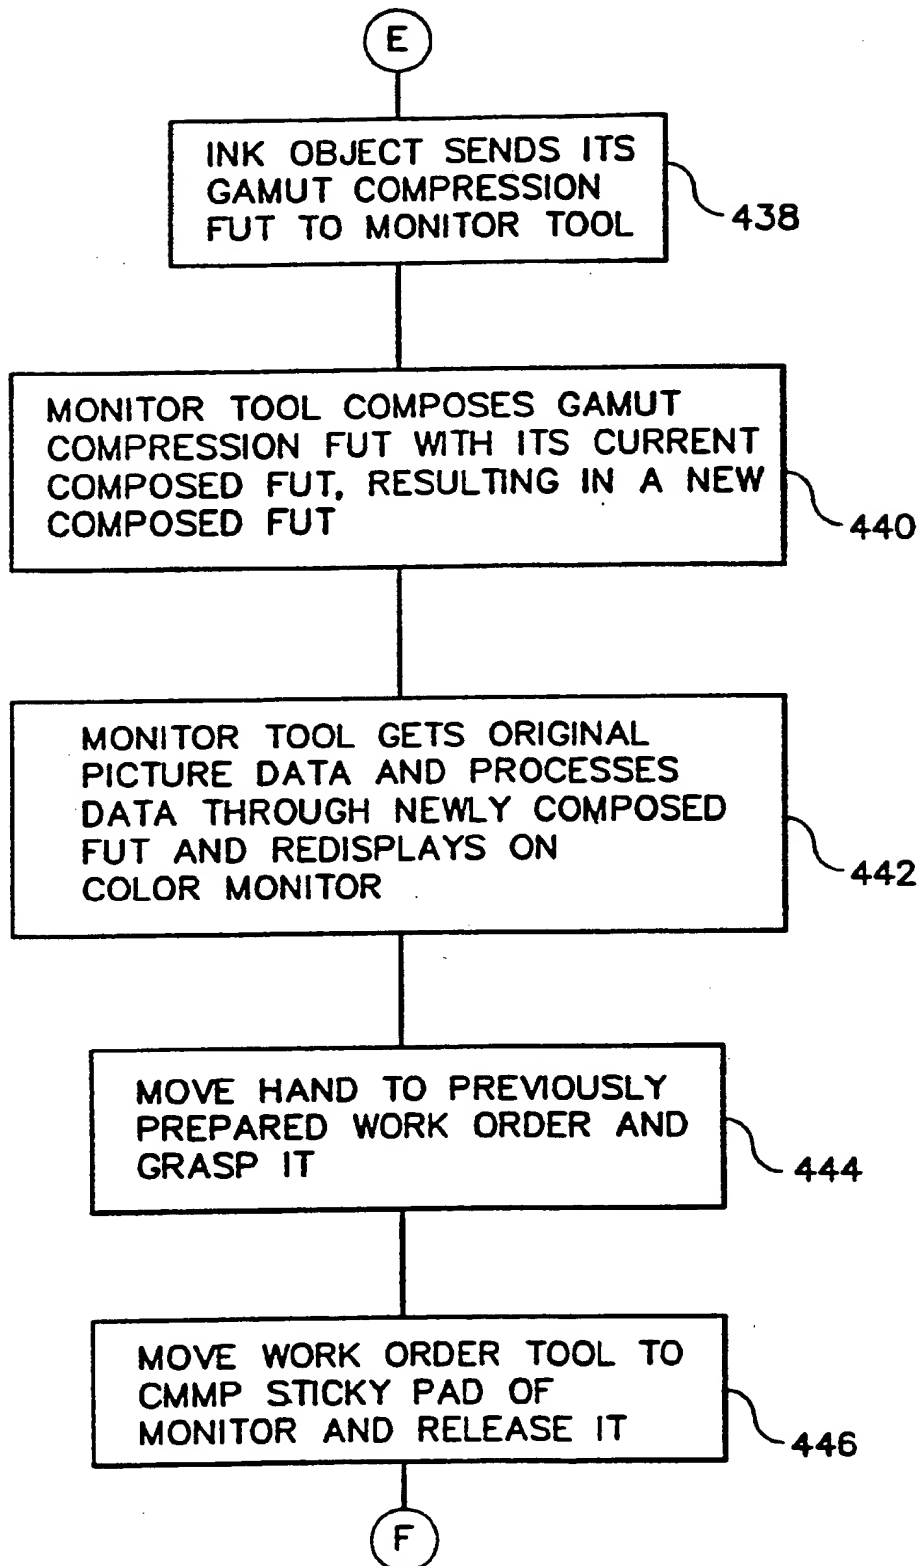 E
INK OBJECT SENDS ITS
GAMUT COMPRESSION
FUT TO MONITOR TOOL
438
MONITOR TOOL COMPOSES GAMUT
COMPRESSION FUT WITH ITS CURRENT
COMPOSED FUT, RESULTING IN A NEW
COMPOSED FUT
440
MONITOR TOOL GETS ORIGINAL
PICTURE DATA AND PROCESSES
DATA THROUGH NEWLY COMPOSED
FUT AND REDISPLAYS ON
COLOR MONITOR
442
MOVE HAND TO PREVIOUSLY
PREPARED WORK ORDER AND
GRASP IT
444
MOVE WORK ORDER TOOL TO
CMMP STICKY PAD OF
MONITOR AND RELEASE IT
446
F